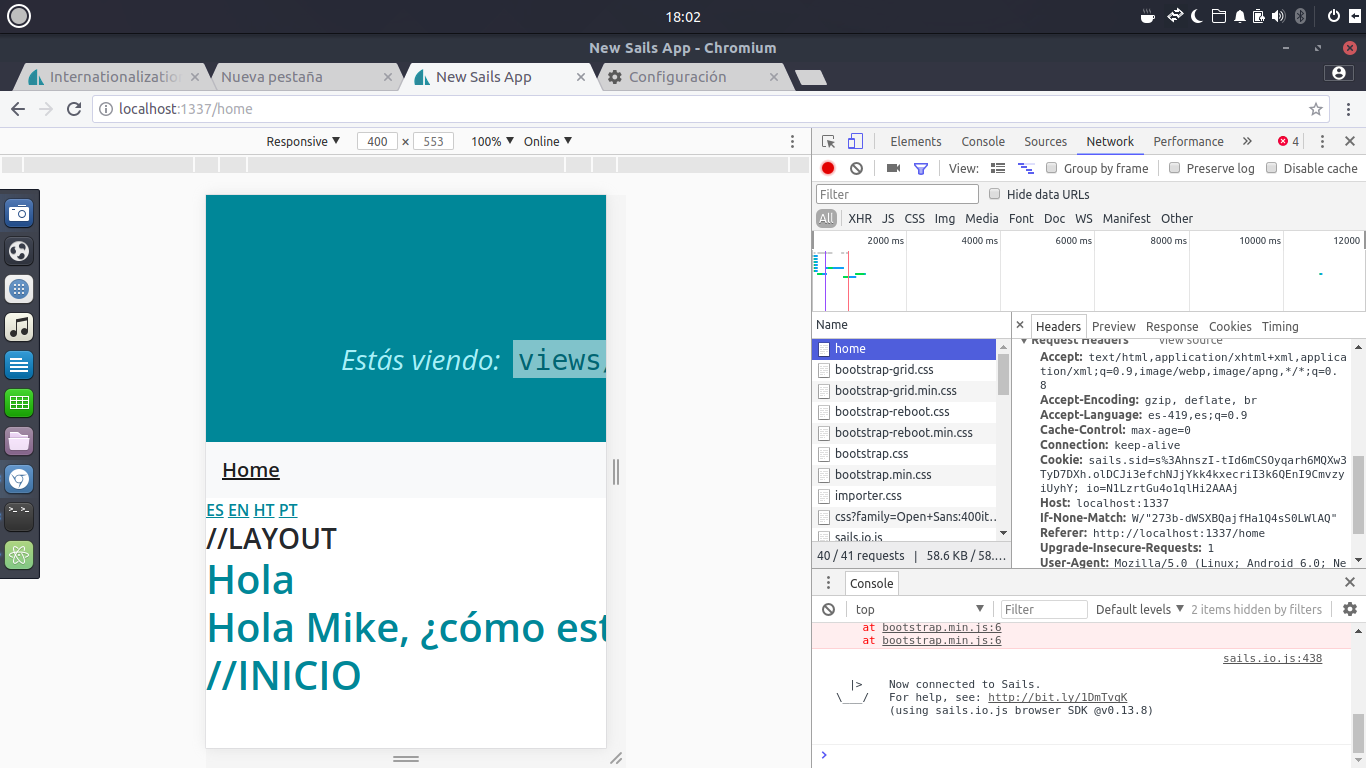 18:02
New Sails App - Chromium
Internationalizatio
Nueva pestaña
New Sails App
Configuración
localhost:1337/home
Responsive 400 × 553 100% Online
Elements Console Sources Network Performance » 4
View: Group by frame Preserve log Disable cache
Filter Hide data URLs
All XHR JS CSS Img Media Font Doc WS Manifest Other
2000 ms 4000 ms 6000 ms 8000 ms 10000 ms 12000
Name
home
bootstrap-grid.css
bootstrap-grid.min.css
bootstrap-reboot.css
bootstrap-reboot.min.css
bootstrap.css
bootstrap.min.css
importer.css
css?family=Open+Sans:400it...
sails.io.js
40 / 41 requests | 58.6 KB / 58....
× Headers Preview Response Cookies Timing
Request Headers view source
Accept: text/html,application/xhtml+xml,applic
ation/xml;q=0.9,image/webp,image/apng,*/*;q=0.
8
Accept-Encoding: gzip, deflate, br
Accept-Language: es-419,es;q=0.9
Cache-Control: max-age=0
Connection: keep-alive
Cookie: sails.sid=s%3AhnszI-tId6mCSOyqarh6MQXw3
TyD7DXh.olDCJi3efchNJjYkk4kxecriI3k6QEnI9Cmvzy
iUyhY; io=N1LzrtGu4o1qlHi2AAAj
Host: localhost:1337
If-None-Match: W/"273b-dWSXBQajfHa1Q4sS0LWlAQ"
Referer: http://localhost:1337/home
Upgrade-Insecure-Requests: 1
User-Agent: Mozilla/5.0 (Linux; Android 6.0; Ne
Estás viendo: views/
Home
ES EN HT PT
//LAYOUT
Hola
Hola Mike, ¿cómo est
//INICIO
Console
top Filter Default levels 2 items hidden by filters
at bootstrap.min.js:6
at bootstrap.min.js:6
sails.io.js:438
|> Now connected to Sails.
\___/ For help, see: http://bit.ly/1DmTvgK
(using sails.io.js browser SDK @v0.13.8)